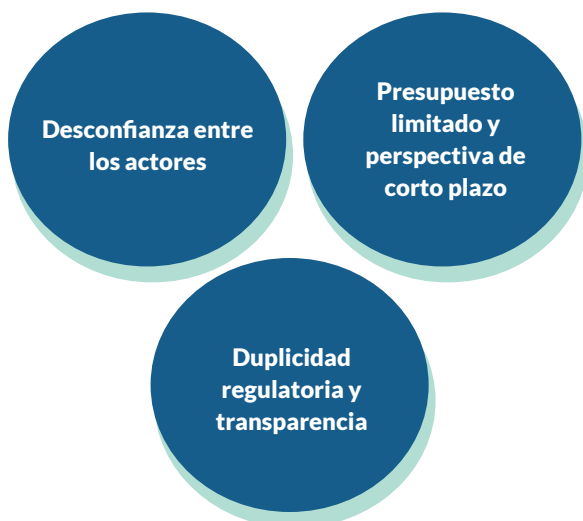 Desconfianza entre
los actores
Presupuesto
limitado y
perspectiva de
corto plazo
Duplicidad
regulatoria y
transparencia